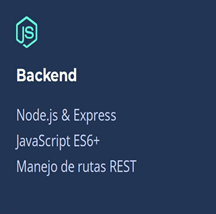 JS
Backend
Node.js & Express
JavaScript ES6+
Manejo de rutas REST